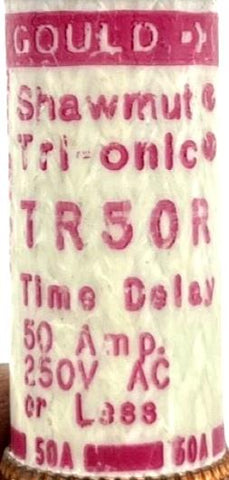 GOULD
Shawmut®
Tri-onic®
TR50R
Time Delay
50 Amp.
250V AC
or Less
50A 50A